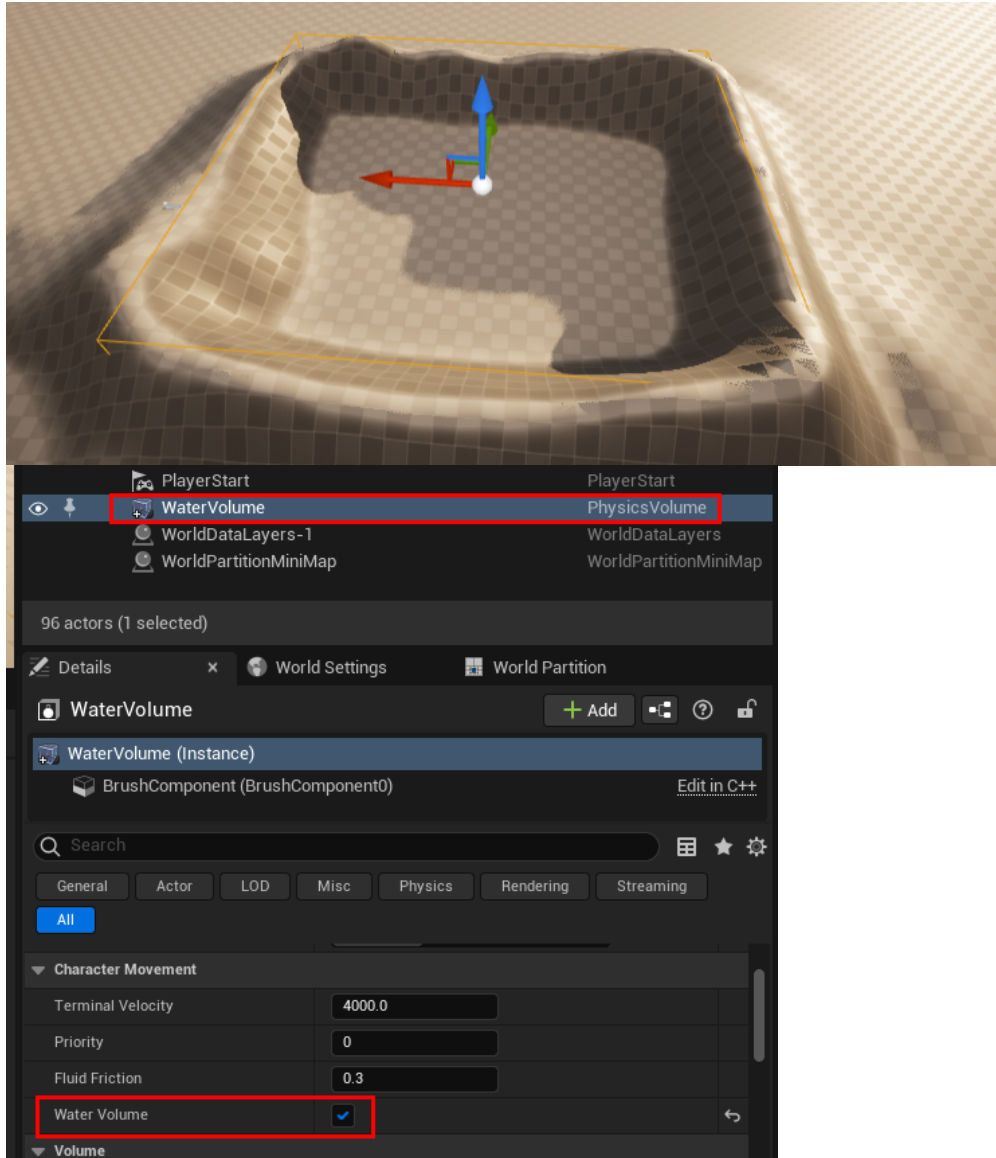 PlayerStart PlayerStart
WaterVolume PhysicsVolume
WorldDataLayers-1 WorldDataLayers
WorldPartitionMiniMap WorldPartitionMiniMap
96 actors (1 selected)
Details × World Settings World Partition
WaterVolume + Add
WaterVolume (Instance)
BrushComponent (BrushComponent0) Edit in C++
Search
General Actor LOD Misc Physics Rendering Streaming
All
Character Movement
Terminal Velocity 4000.0
Priority 0
Fluid Friction 0.3
Water Volume
Volume